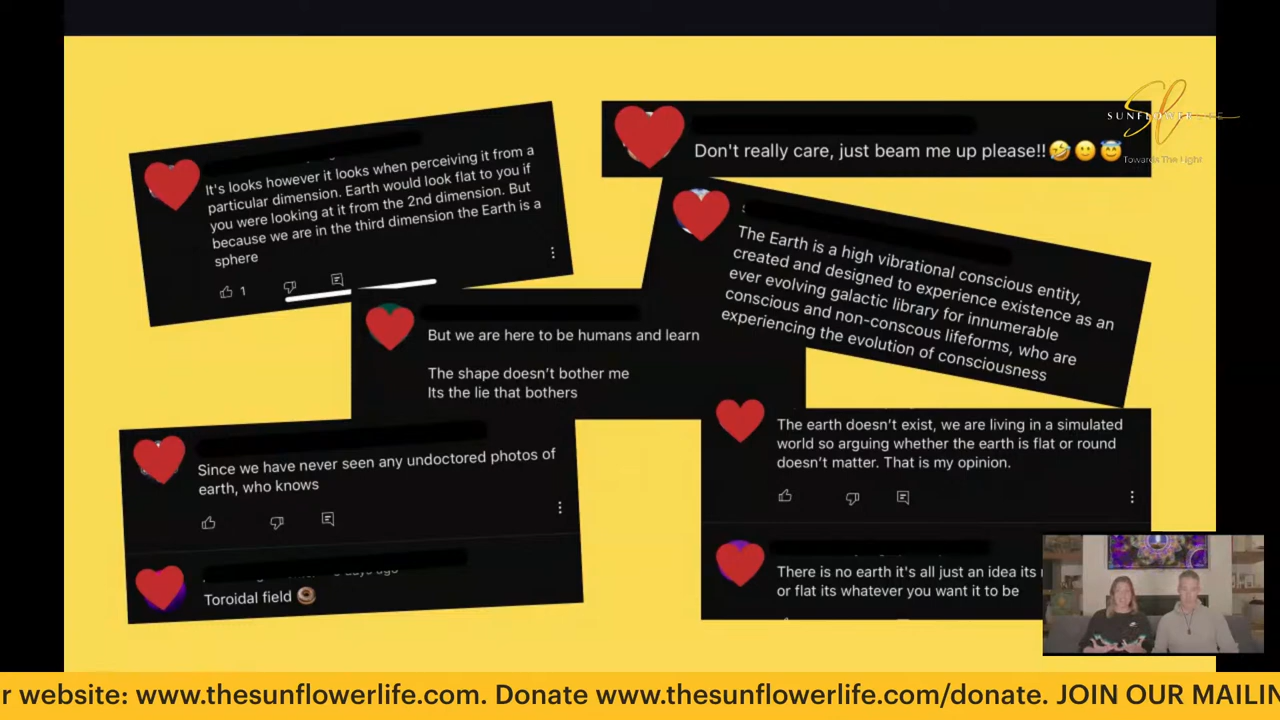 SUNFLOWERLIFE
Towards The Light
It's looks however it looks when perceiving it from a
particular dimension. Earth would look flat to you if
you were looking at it from the 2nd dimension. But
because we are in the third dimension the Earth is a
sphere
1
Don't really care, just beam me up please!!🤣🙂😇
The Earth is a high vibrational conscious entity,
created and designed to experience existence as an
ever evolving galactic library for innumerable
conscious and non-conscous lifeforms, who are
experiencing the evolution of consciousness
But we are here to be humans and learn
The shape doesn't bother me
Its the lie that bothers
Since we have never seen any undoctored photos of
earth, who knows
days ago
Toroidal field 🍩
The earth doesn't exist, we are living in a simulated
world so arguing whether the earth is flat or round
doesn't matter. That is my opinion.
There is no earth it's all just an idea its
or flat its whatever you want it to be
r website: www.thesunflowerlife.com. Donate www.thesunflowerlife.com/donate. JOIN OUR MAILIN